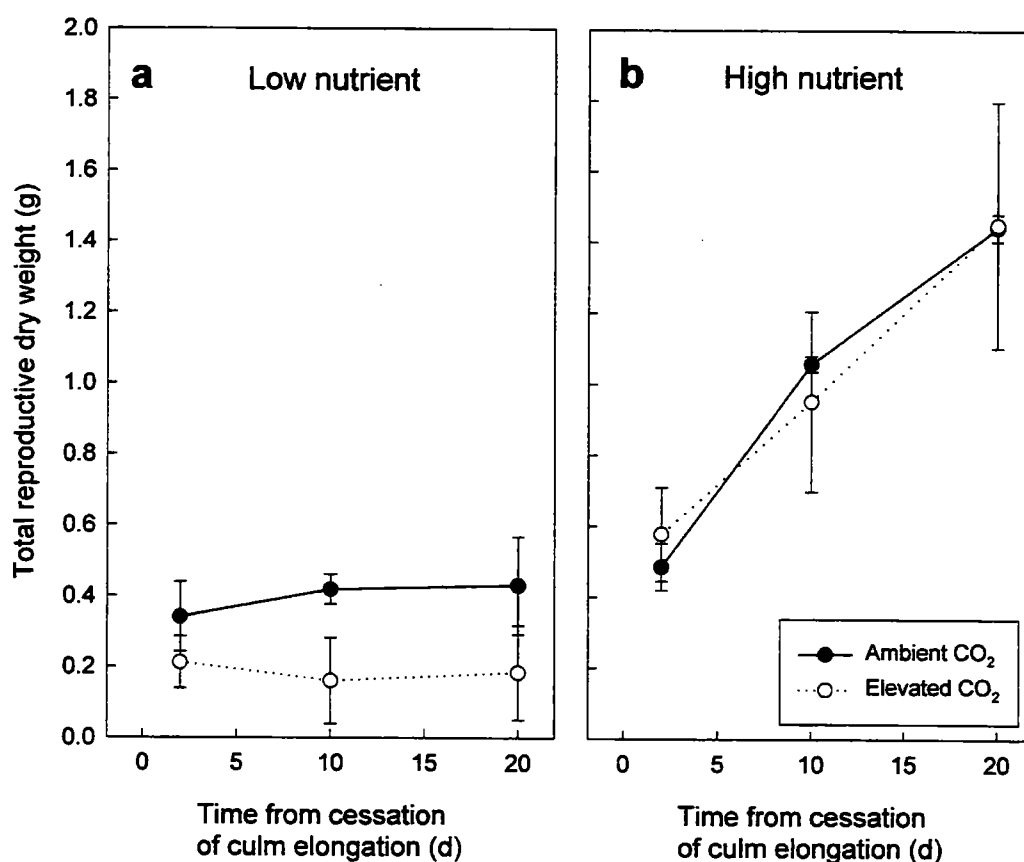 a
Low nutrient
b
High nutrient
Total reproductive dry weight (g)
2.0
1.8
1.6
1.4
1.2
1.0
0.8
0.6
0.4
0.2
0.0
0 5 10 15 20
0 5 10 15 20
Time from cessation
of culm elongation (d)
Time from cessation
of culm elongation (d)
Ambient CO₂
Elevated CO₂